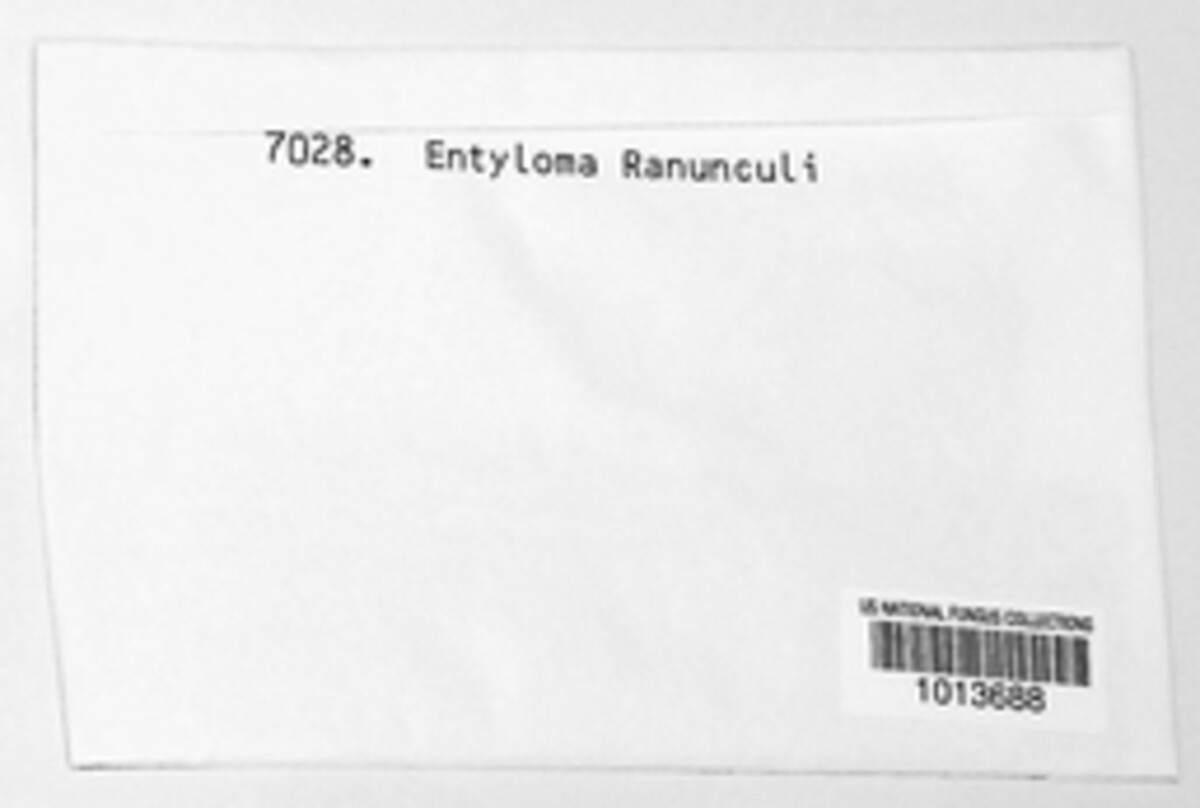 7028. Entyloma Ranunculi
US NATIONAL FUNGUS COLLECTIONS
1013688